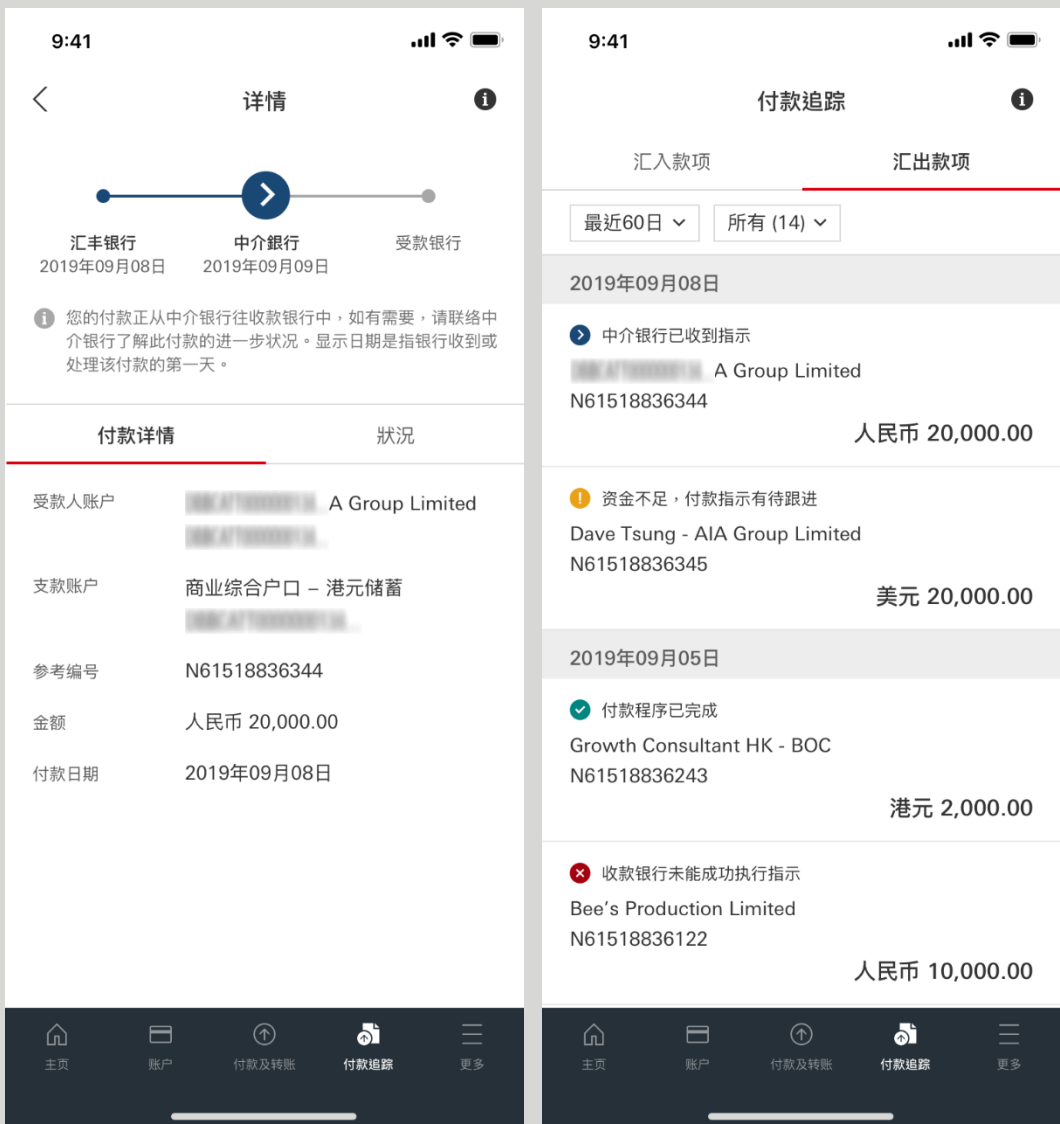 9:41
详情
汇丰银行
2019年09月08日
中介銀行
2019年09月09日
受款银行
您的付款正从中介银行往收款银行中，如有需要，请联络中
介银行了解此付款的进一步状况。显示日期是指银行收到或
处理该付款的第一天。
付款详情
狀況
受款人账户
A Group Limited
支款账户
商业综合户口 – 港元储蓄
参考编号
N61518836344
金额
人民币 20,000.00
付款日期
2019年09月08日
主页
账户
付款及转账
付款追踪
更多
9:41
付款追踪
汇入款项
汇出款项
最近60日
所有 (14)
2019年09月08日
中介银行已收到指示
A Group Limited
N61518836344
人民币 20,000.00
资金不足，付款指示有待跟进
Dave Tsung - AIA Group Limited
N61518836345
美元 20,000.00
2019年09月05日
付款程序已完成
Growth Consultant HK - BOC
N61518836243
港元 2,000.00
收款银行未能成功执行指示
Bee's Production Limited
N61518836122
人民币 10,000.00
主页
账户
付款及转账
付款追踪
更多